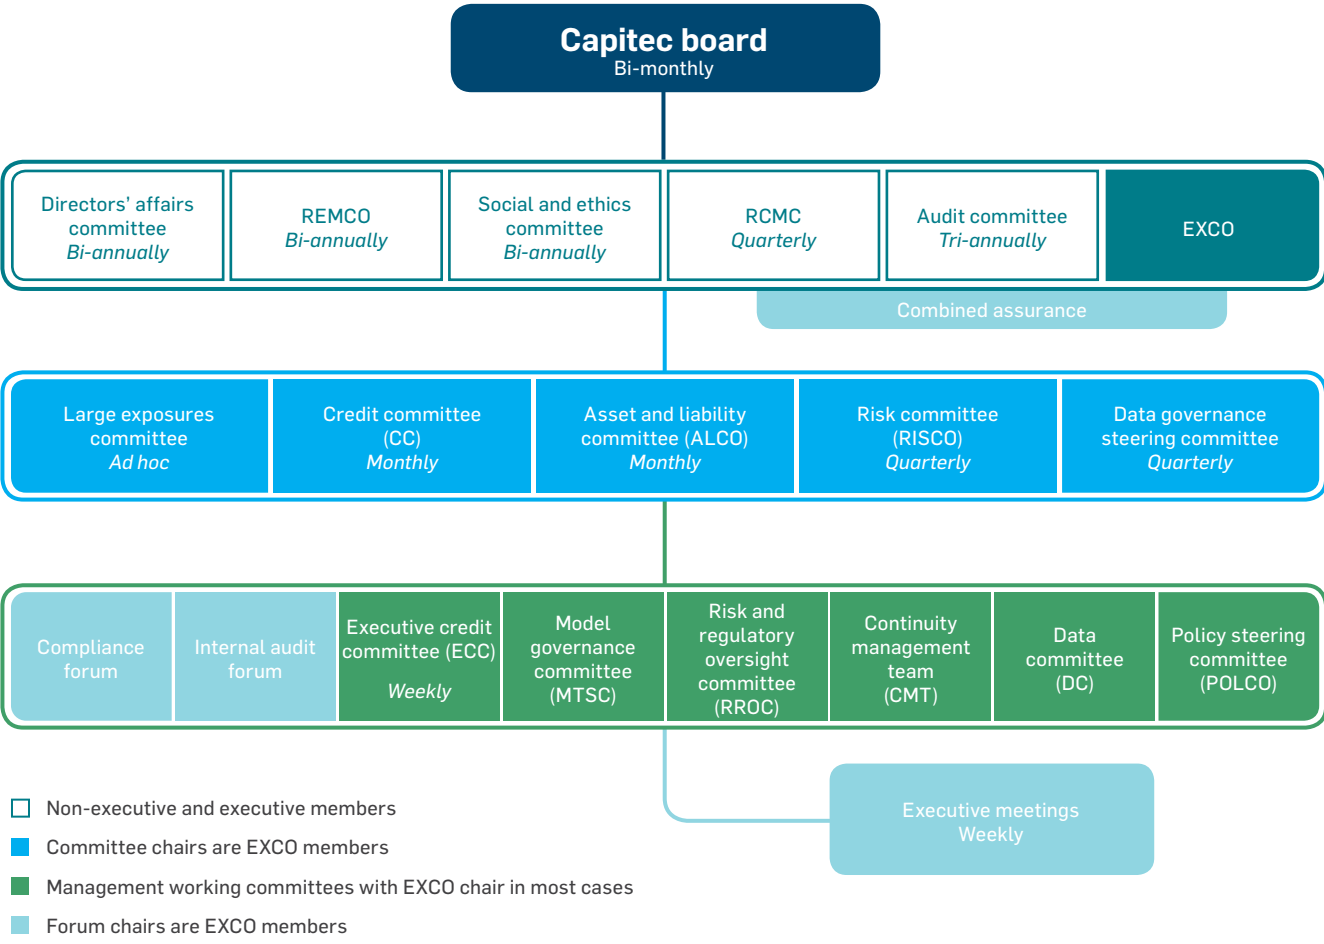 Capitec board
Bi-monthly
Directors’ affairs
committee
Bi-annually
REMCO
Bi-annually
Social and ethics
committee
Bi-annually
RCMC
Quarterly
Audit committee
Tri-annually
EXCO
Combined assurance
Large exposures
committee
Ad hoc
Credit committee
(CC)
Monthly
Asset and liability
committee (ALCO)
Monthly
Risk committee
(RISCO)
Quarterly
Data governance
steering committee
Quarterly
Compliance
forum
Internal audit
forum
Executive credit
committee (ECC)
Weekly
Model
governance
committee
(MTSC)
Risk and
regulatory
oversight
committee
(RROC)
Continuity
management
team
(CMT)
Data
committee
(DC)
Policy steering
committee
(POLCO)
Executive meetings
Weekly
Non-executive and executive members
Committee chairs are EXCO members
Management working committees with EXCO chair in most cases
Forum chairs are EXCO members